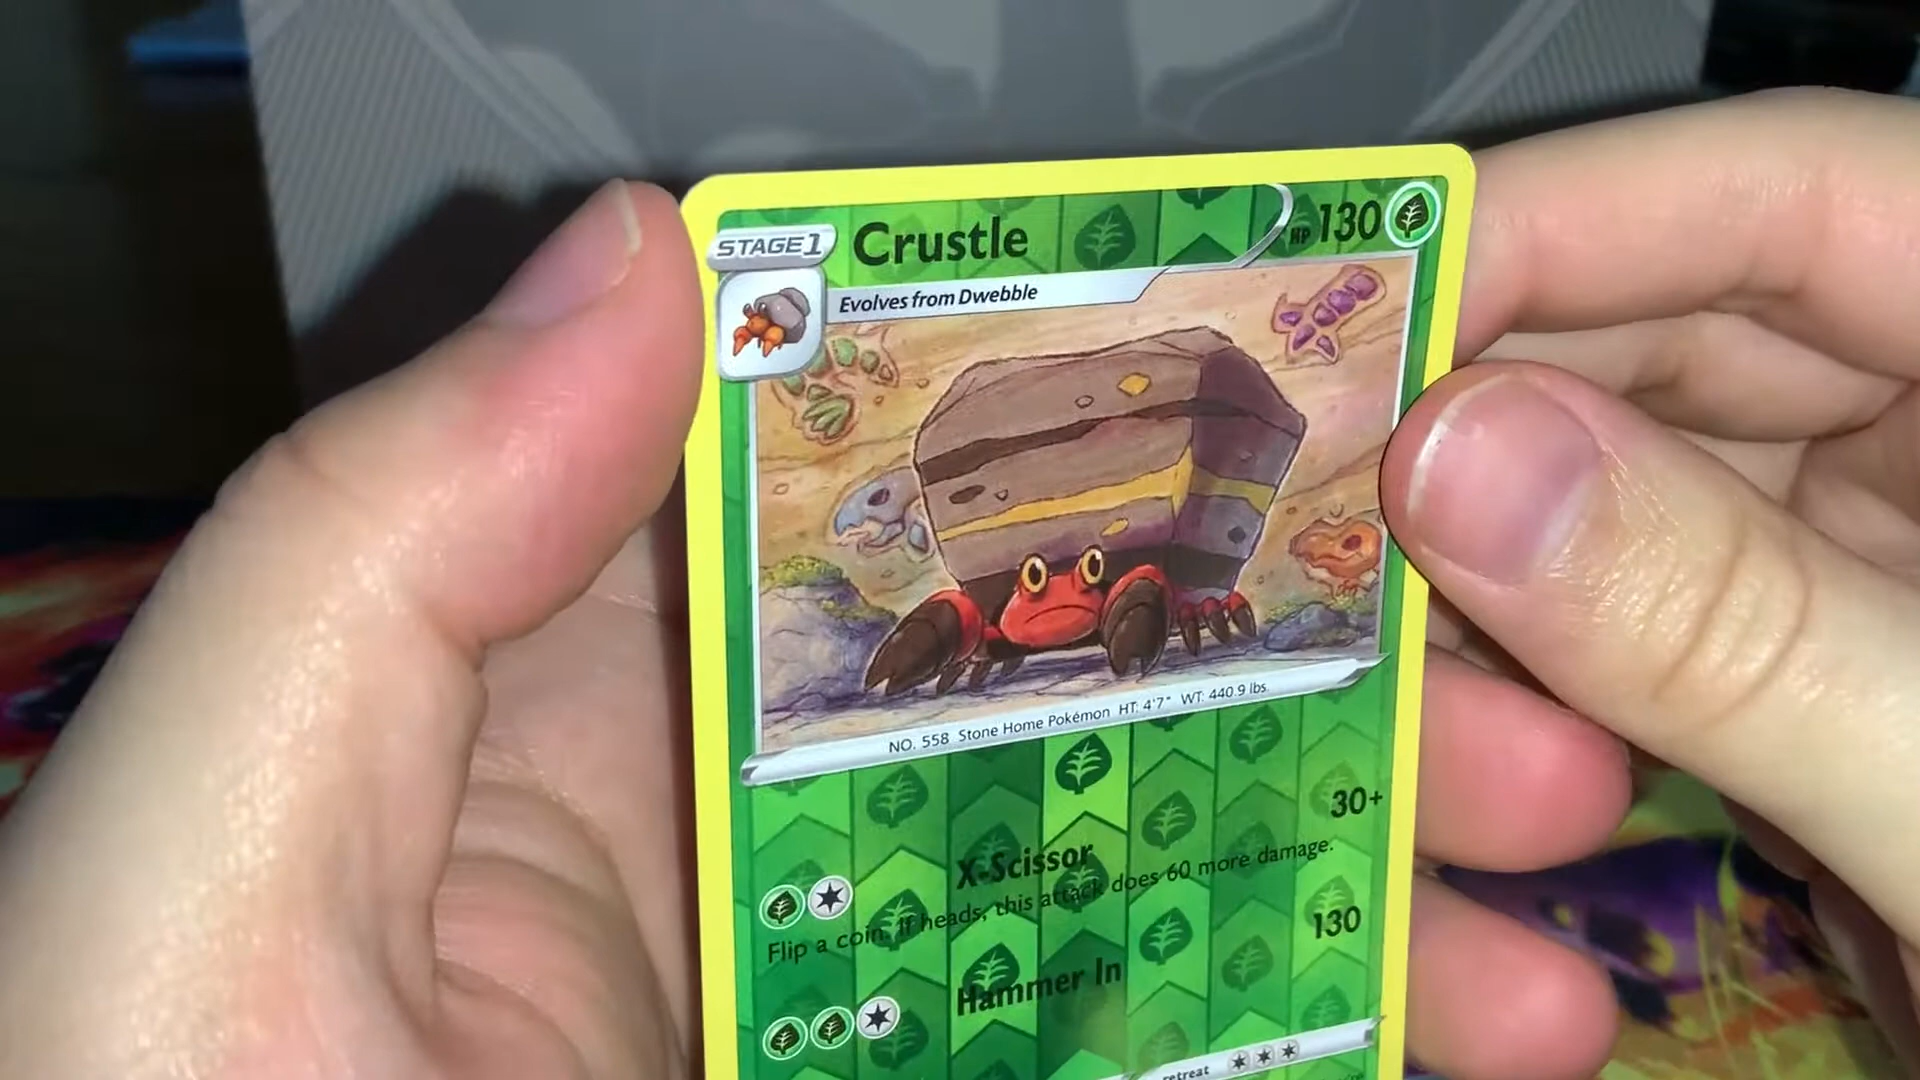 STAGE1 Crustle HP 130
Evolves from Dwebble
NO. 558 Stone Home Pokémon HT: 4'7" WT: 440.9 lbs.
X-Scissor 30+
Flip a coin. If heads, this attack does 60 more damage.
Hammer In 130
retreat